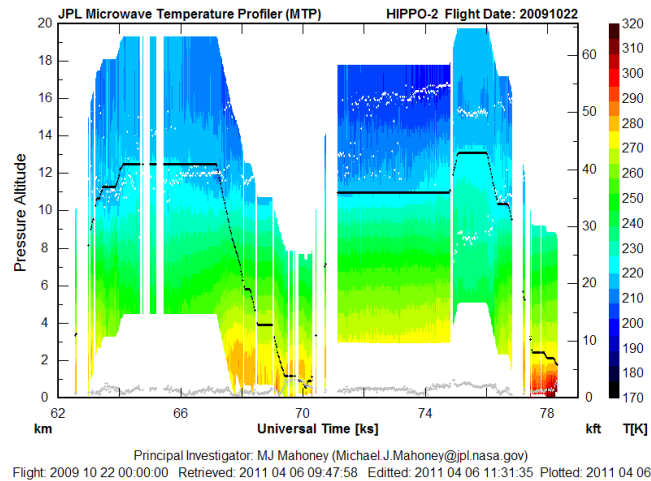 JPL Microwave Temperature Profiler (MTP) HIPPO-2 Flight Date: 20091022
20 320
18 60 310
300
16 290
50 280
14 270
12 40 260
250
10 30 240
230
8 220
6 20 210
200
4 10 190
2 180
0 0 170
Pressure Altitude
62 66 70 74 78
km Universal Time [ks] kft T[K]
Principal Investigator: MJ Mahoney (Michael.J.Mahoney@jpl.nasa.gov)
Flight: 2009 10 22 00:00:00 Retrieved: 2011 04 06 09:47:58 Editted: 2011 04 06 11:31:35 Plotted: 2011 04 06